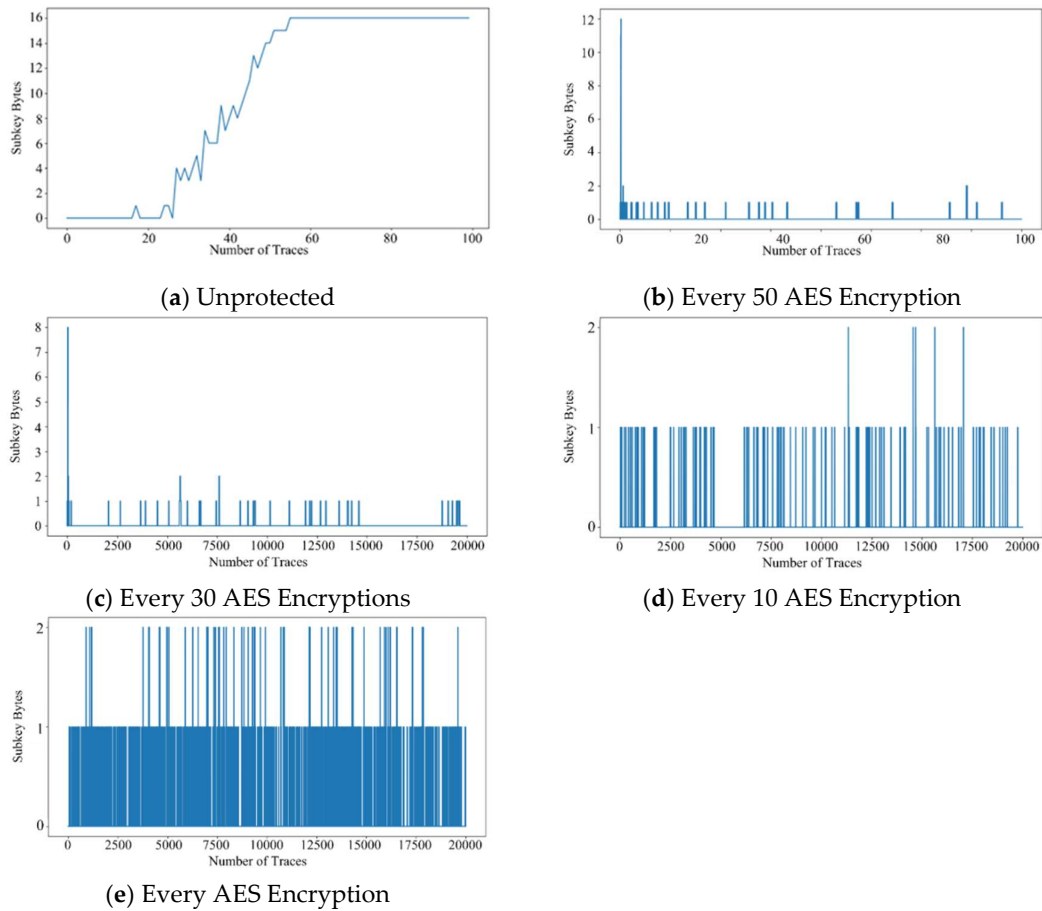 16
14
12
10
8
6
4
2
0
Subkey Bytes
0 20 40 60 80 100
Number of Traces
(a) Unprotected
12
10
8
6
4
2
0
Subkey Bytes
0 20 20 60 80 100
Number of Traces
(b) Every 50 AES Encryption
8
7
6
5
4
3
2
1
0
Subkey Bytes
0 2500 5000 7500 10000 12500 15000 17500 20000
Number of Traces
(c) Every 30 AES Encryptions
2
1
0
Subkey Bytes
0 2500 5000 7500 10000 12500 15000 17500 20000
Number of Traces
(d) Every 10 AES Encryption
2
1
0
Subkey Bytes
0 2500 5000 7500 10000 12500 15000 17500 20000
Number of Traces
(e) Every AES Encryption